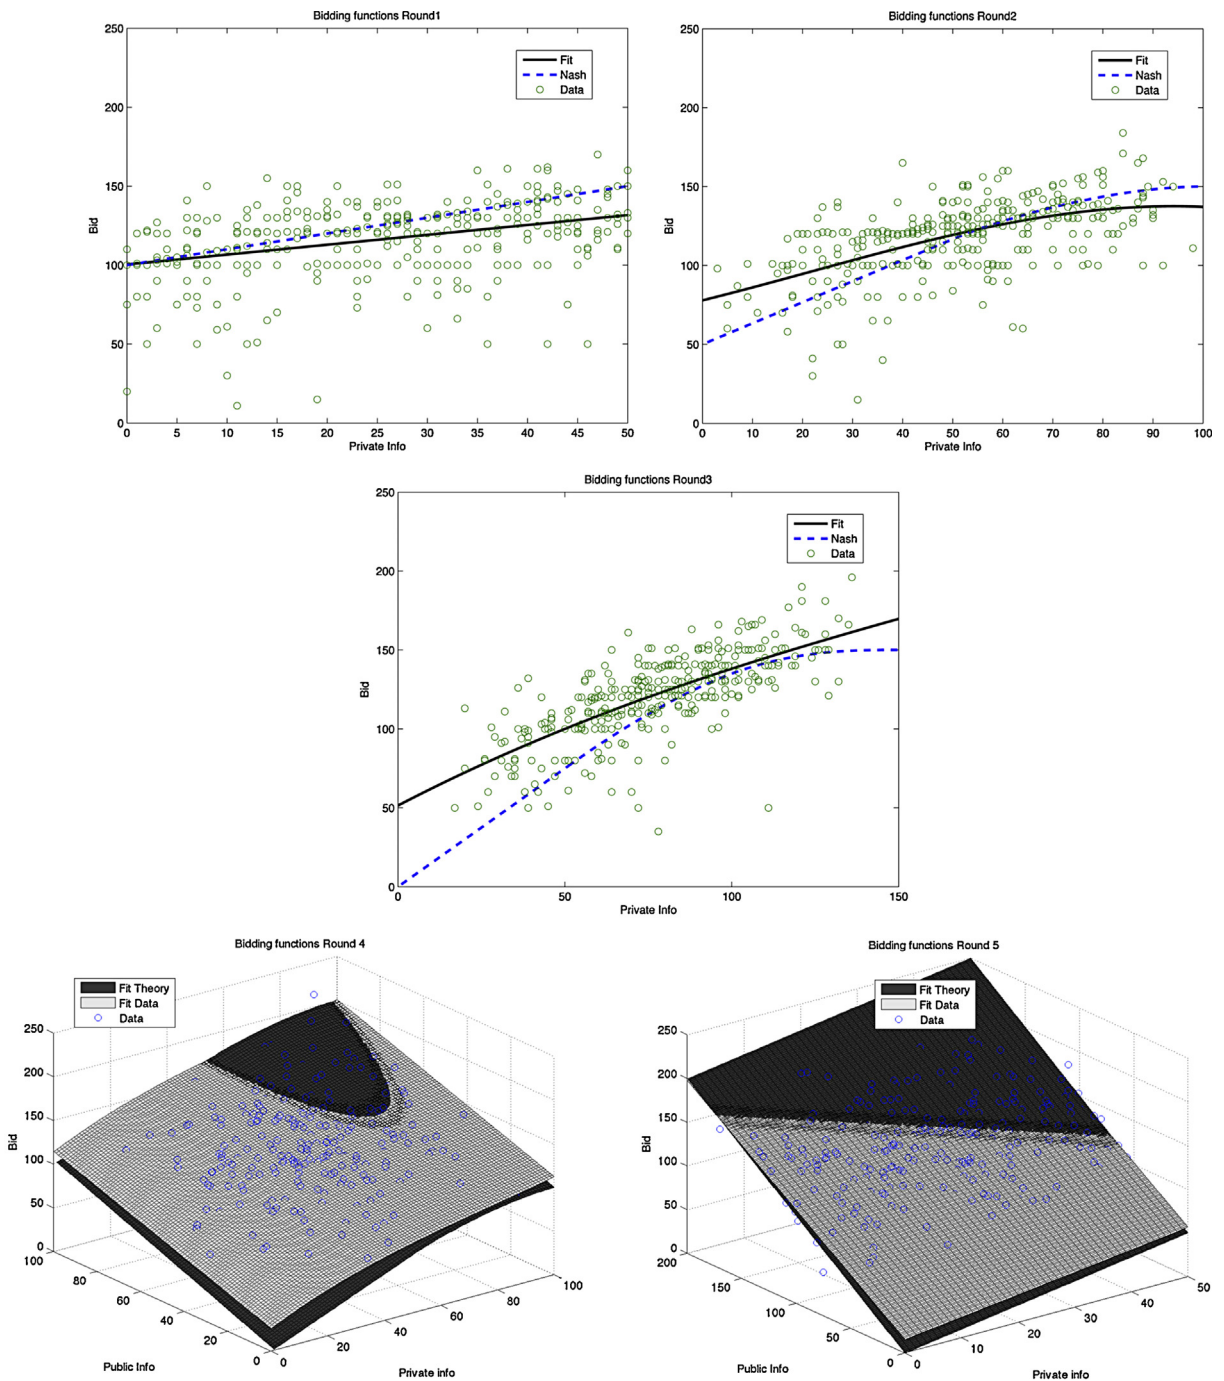 Bidding functions Round1
250
200
150
100
50
0
Bid
Fit
Nash
Data
0 5 10 15 20 25 30 35 40 45 50
Private Info
Bidding functions Round2
250
200
150
100
50
0
Bid
Fit
Nash
Data
0 10 20 30 40 50 60 70 80 90 100
Private Info
Bidding functions Round3
250
200
150
100
50
0
Bid
Fit
Nash
Data
0 50 100 150
Private Info
Bidding functions Round 4
Fit Theory
Fit Data
Data
250
200
150
100
50
0
Bid
100
80
60
40
20
0
Public Info
0
20
40
60
80
100
Private info
Bidding functions Round 5
Fit Theory
Fit Data
Data
250
200
150
100
50
0
Bid
200
150
100
50
0
Public Info
0
10
20
30
40
50
Private info